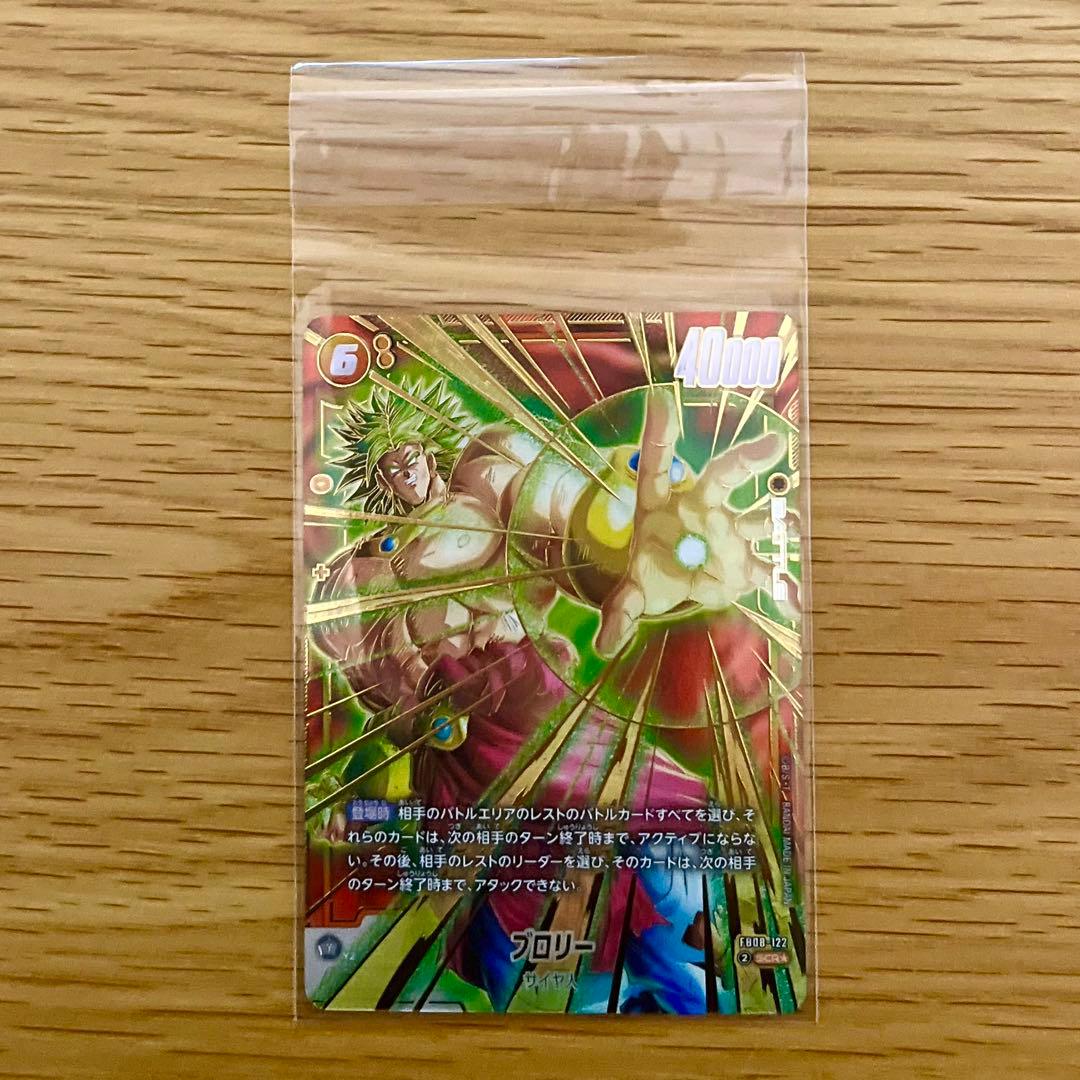 6
40000
BATTLE
登場時 相手のバトルエリアのレストのバトルカードすべてを選び、そ
れらのカードは、次の相手のターン終了時まで、アクティブにならな
い。その後、相手のレストのリーダーを選び、そのカードは、次の相手
のターン終了時まで、アタックできない。
ブロリー
サイヤ人
FB08-122
2 SCR★
BANDAI MADE IN JAPAN